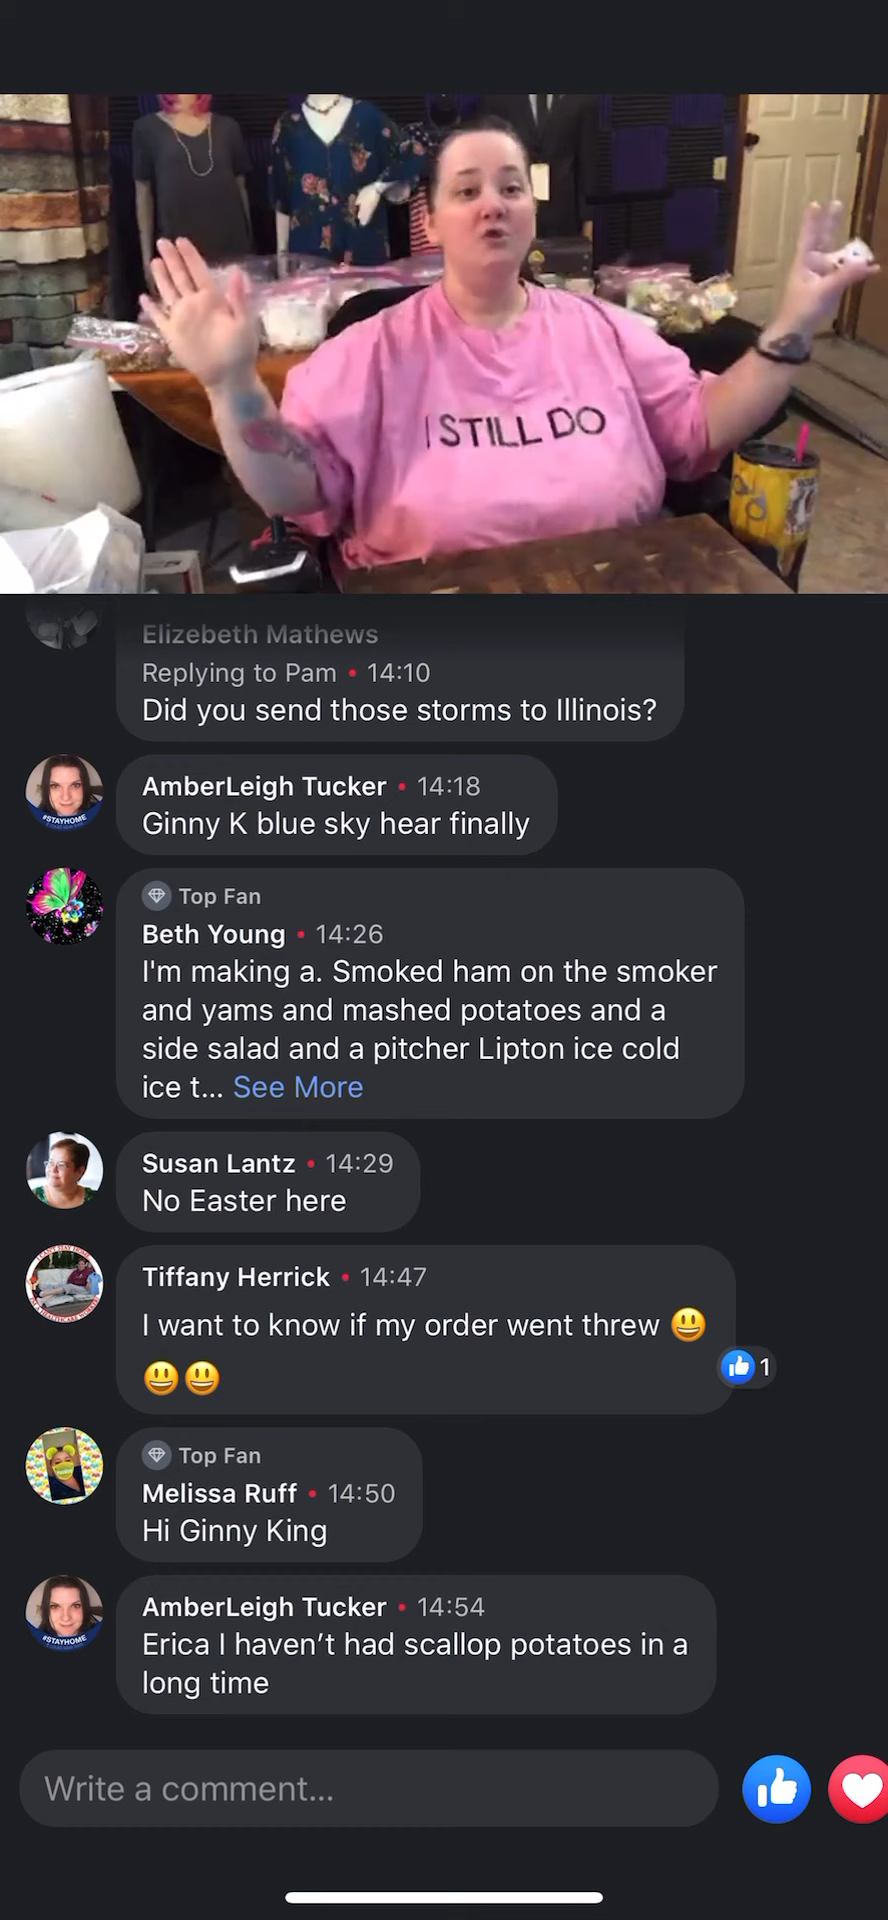 I STILL DO
Elizebeth Mathews
Replying to Pam • 14:10
Did you send those storms to Illinois?
AmberLeigh Tucker • 14:18
Ginny K blue sky hear finally
#STAYHOME
Top Fan
Beth Young • 14:26
I'm making a. Smoked ham on the smoker
and yams and mashed potatoes and a
side salad and a pitcher Lipton ice cold
ice t... See More
Susan Lantz • 14:29
No Easter here
Tiffany Herrick • 14:47
I want to know if my order went threw 😃
😃😃
1
Top Fan
Melissa Ruff • 14:50
Hi Ginny King
AmberLeigh Tucker • 14:54
#STAYHOME
Erica I haven’t had scallop potatoes in a
long time
Write a comment...